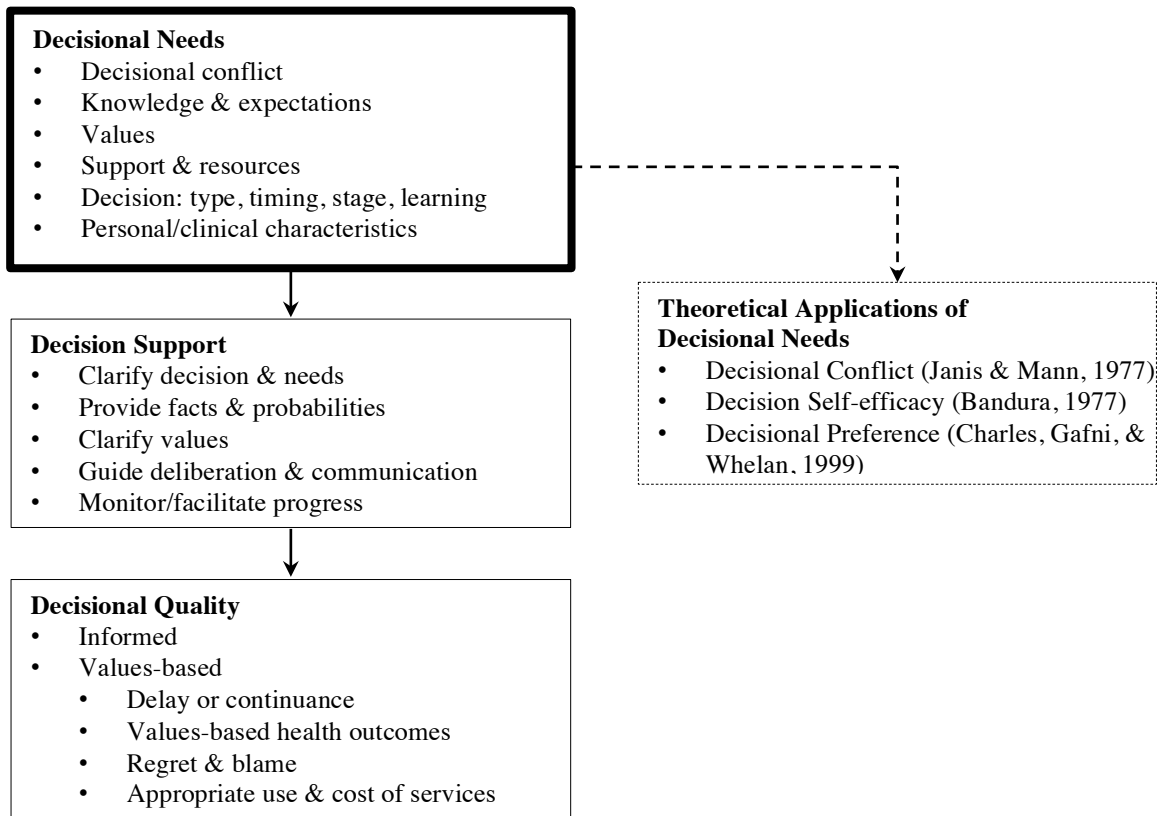 Decisional Needs
• Decisional conflict
• Knowledge & expectations
• Values
• Support & resources
• Decision: type, timing, stage, learning
• Personal/clinical characteristics
Theoretical Applications of
Decisional Needs
• Decisional Conflict (Janis & Mann, 1977)
• Decision Self-efficacy (Bandura, 1977)
• Decisional Preference (Charles, Gafni, &
Whelan, 1999)
Decision Support
• Clarify decision & needs
• Provide facts & probabilities
• Clarify values
• Guide deliberation & communication
• Monitor/facilitate progress
Decisional Quality
• Informed
• Values-based
• Delay or continuance
• Values-based health outcomes
• Regret & blame
• Appropriate use & cost of services